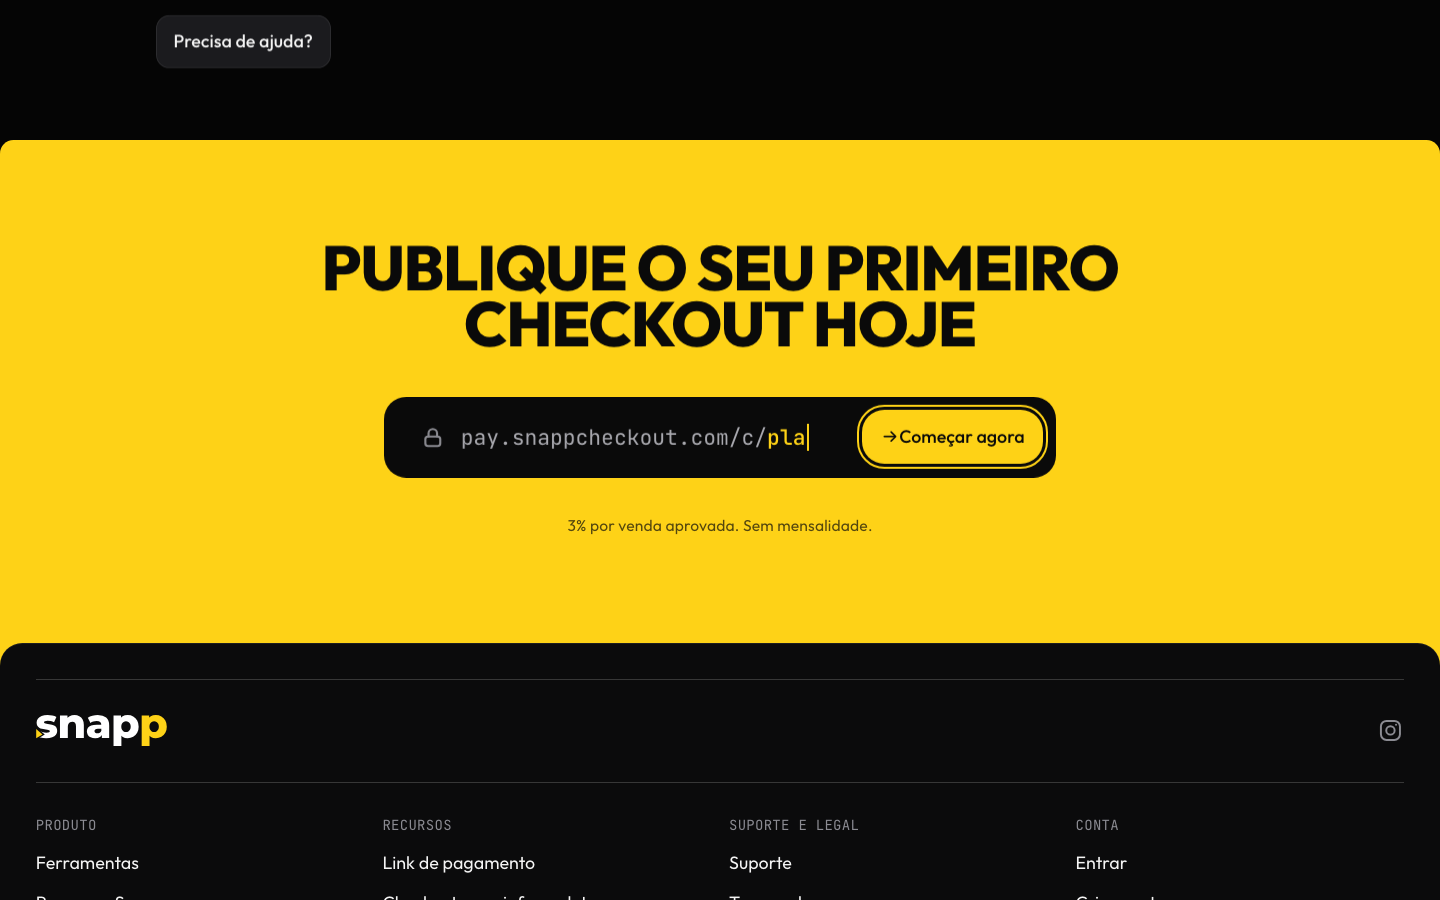 Precisa de ajuda?
PUBLIQUE O SEU PRIMEIRO
CHECKOUT HOJE
pay.snappcheckout.com/c/pla
Começar agora
3% por venda aprovada. Sem mensalidade.
snapp
PRODUTO
RECURSOS
SUPORTE E LEGAL
CONTA
Ferramentas
Link de pagamento
Suporte
Entrar